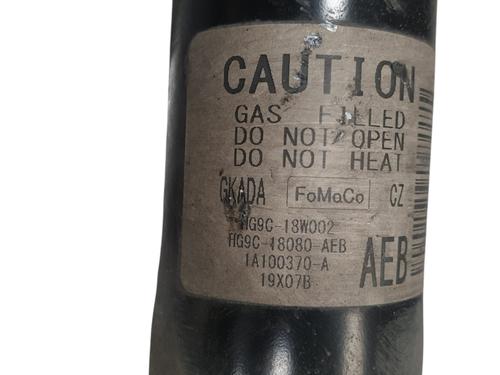 CAUTION
GAS FILLED
DO NOT OPEN
DO NOT HEAT
GKADA FoMoCo CZ
HG9C-18W002
HG9C-18080-AEB
1A100370-A
19X07B
AEB